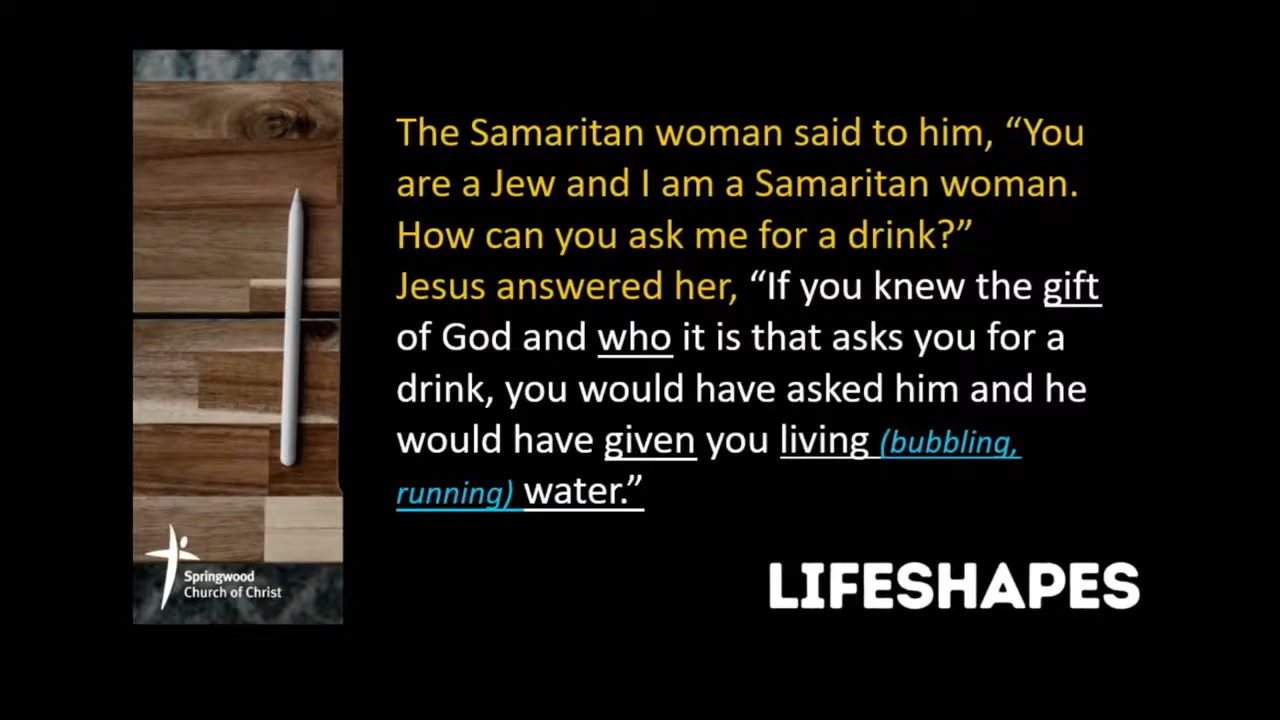 The Samaritan woman said to him, “You
are a Jew and I am a Samaritan woman.
How can you ask me for a drink?”
Jesus answered her, “If you knew the gift
of God and who it is that asks you for a
drink, you would have asked him and he
would have given you living (bubbling,
running) water.”
Springwood
Church of Christ
LIFESHAPES